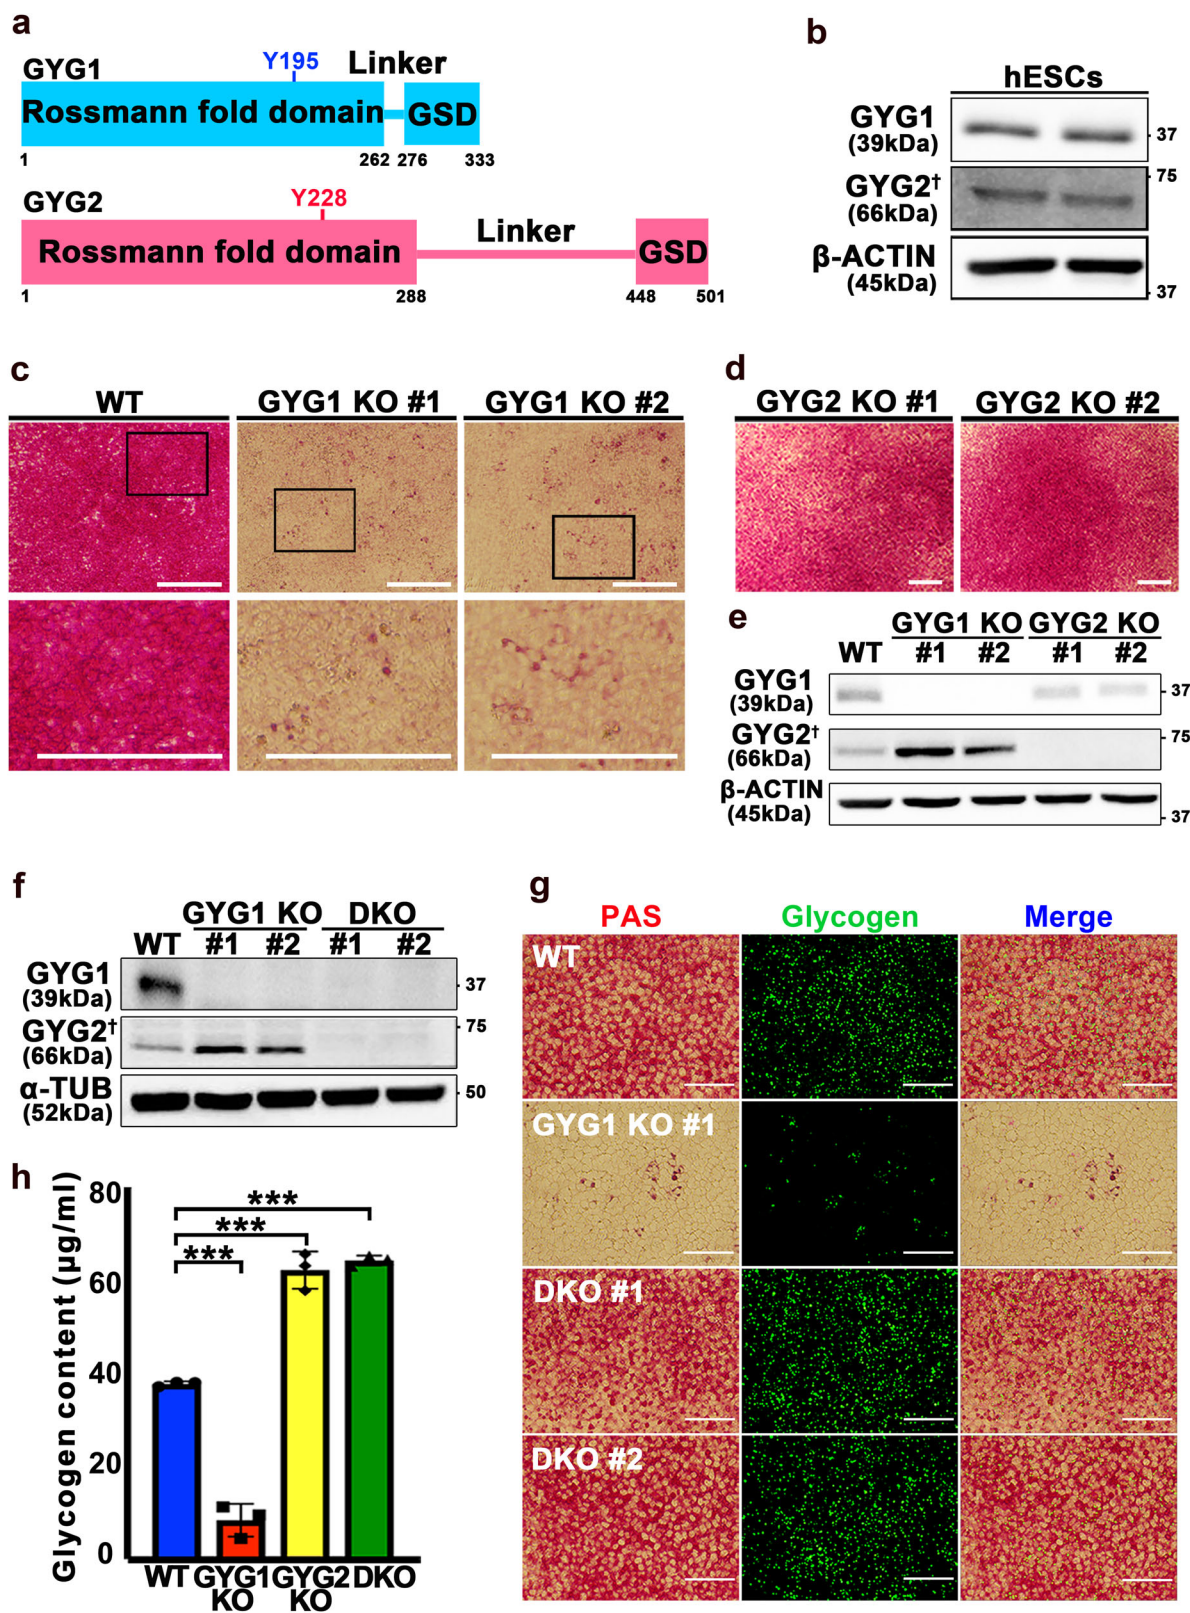 a
GYG1
Y195
Linker
Rossmann fold domain
GSD
1
262
276
333
GYG2
Y228
Linker
Rossmann fold domain
GSD
1
288
448
501
b
hESCs
GYG1
(39kDa)
37
GYG2†
(66kDa)
75
β-ACTIN
(45kDa)
37
c
WT
GYG1 KO #1
GYG1 KO #2
d
GYG2 KO #1
GYG2 KO #2
e
GYG1 KO
GYG2 KO
WT #1 #2 #1 #2
GYG1
(39kDa)
37
GYG2†
(66kDa)
75
β-ACTIN
(45kDa)
37
f
GYG1 KO
DKO
WT #1 #2 #1 #2
GYG1
(39kDa)
37
GYG2†
(66kDa)
75
α-TUB
(52kDa)
50
g
PAS
Glycogen
Merge
WT
GYG1 KO #1
DKO #1
DKO #2
h
Glycogen content (µg/ml)
80
60
40
20
0
***
***
***
WT
GYG1
KO
GYG2
KO
DKO